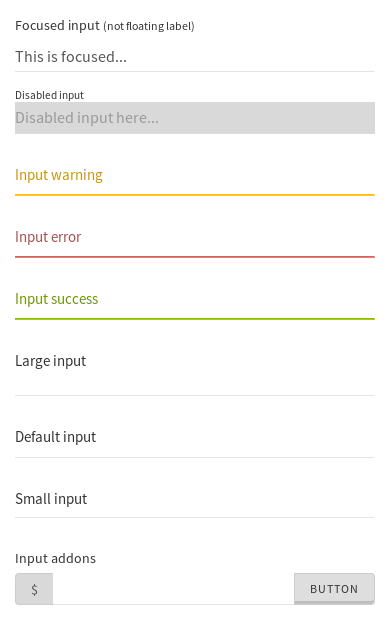 Focused input (not floating label)
This is focused...
Disabled input
Disabled input here...
Input warning
Input error
Input success
Large input
Default input
Small input
Input addons
$ BUTTON